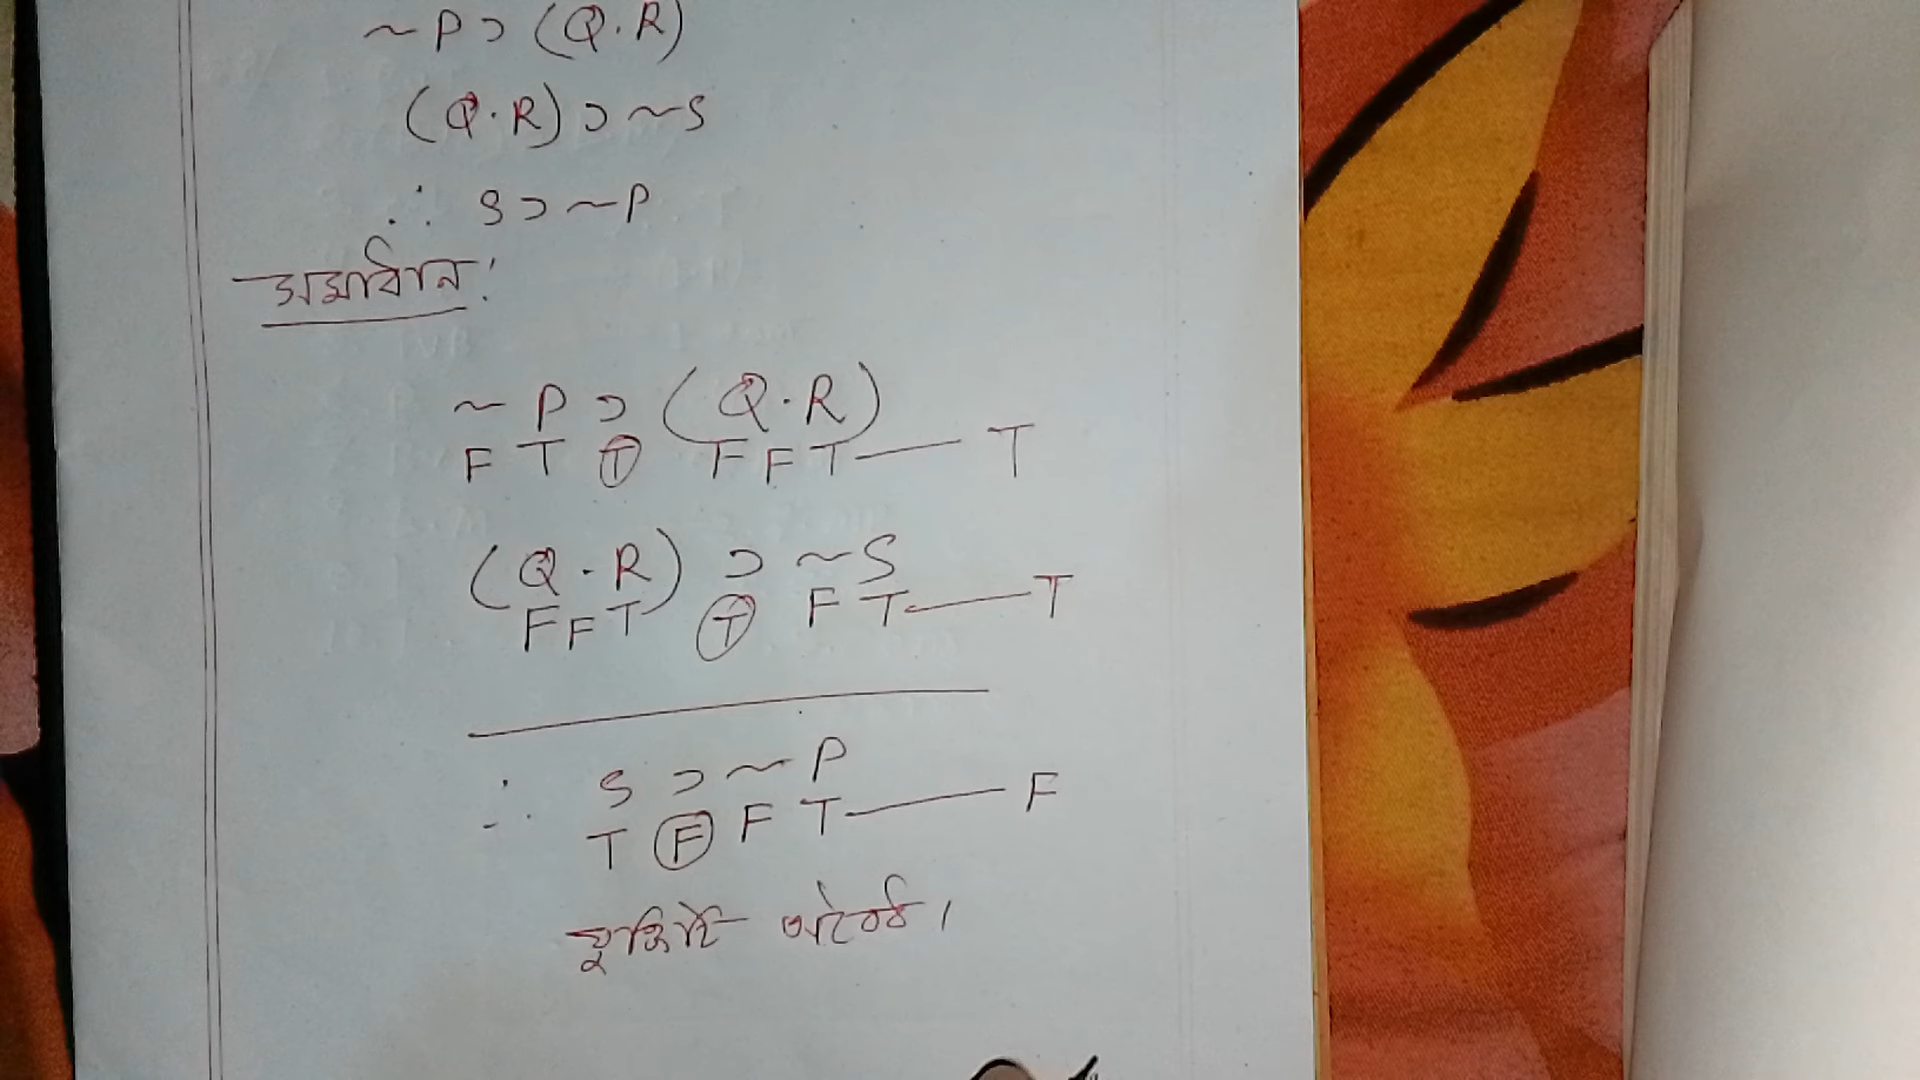 ~P⊃(Q·R)
(Q·R)⊃~S
∴ S⊃~P
সমাধান:
~P⊃(Q·R)
F T Ⓣ F F T — T
(Q·R)⊃~S
F F T Ⓣ F T — T
∴ S⊃~P
T Ⓕ F T — F
যুক্তিটি অবৈধ।